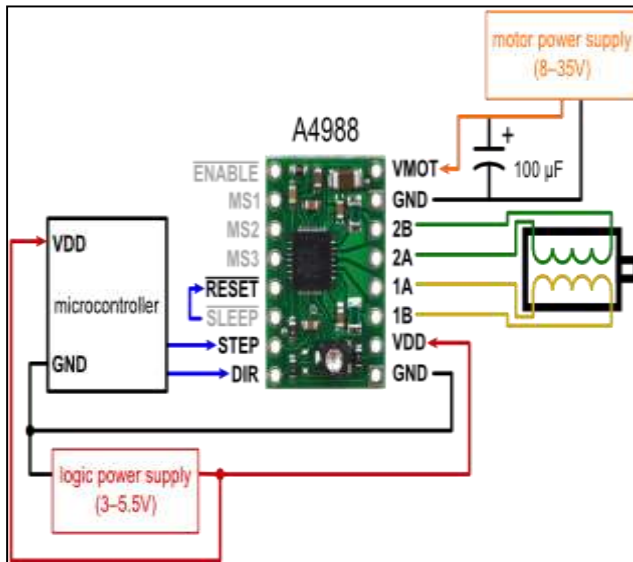 motor power supply
(8–35V)
A4988
ENABLE
MS1
MS2
MS3
RESET
SLEEP
STEP
DIR
VMOT
GND
2B
2A
1A
1B
VDD
GND
+
100 µF
VDD
microcontroller
GND
logic power supply
(3–5.5V)